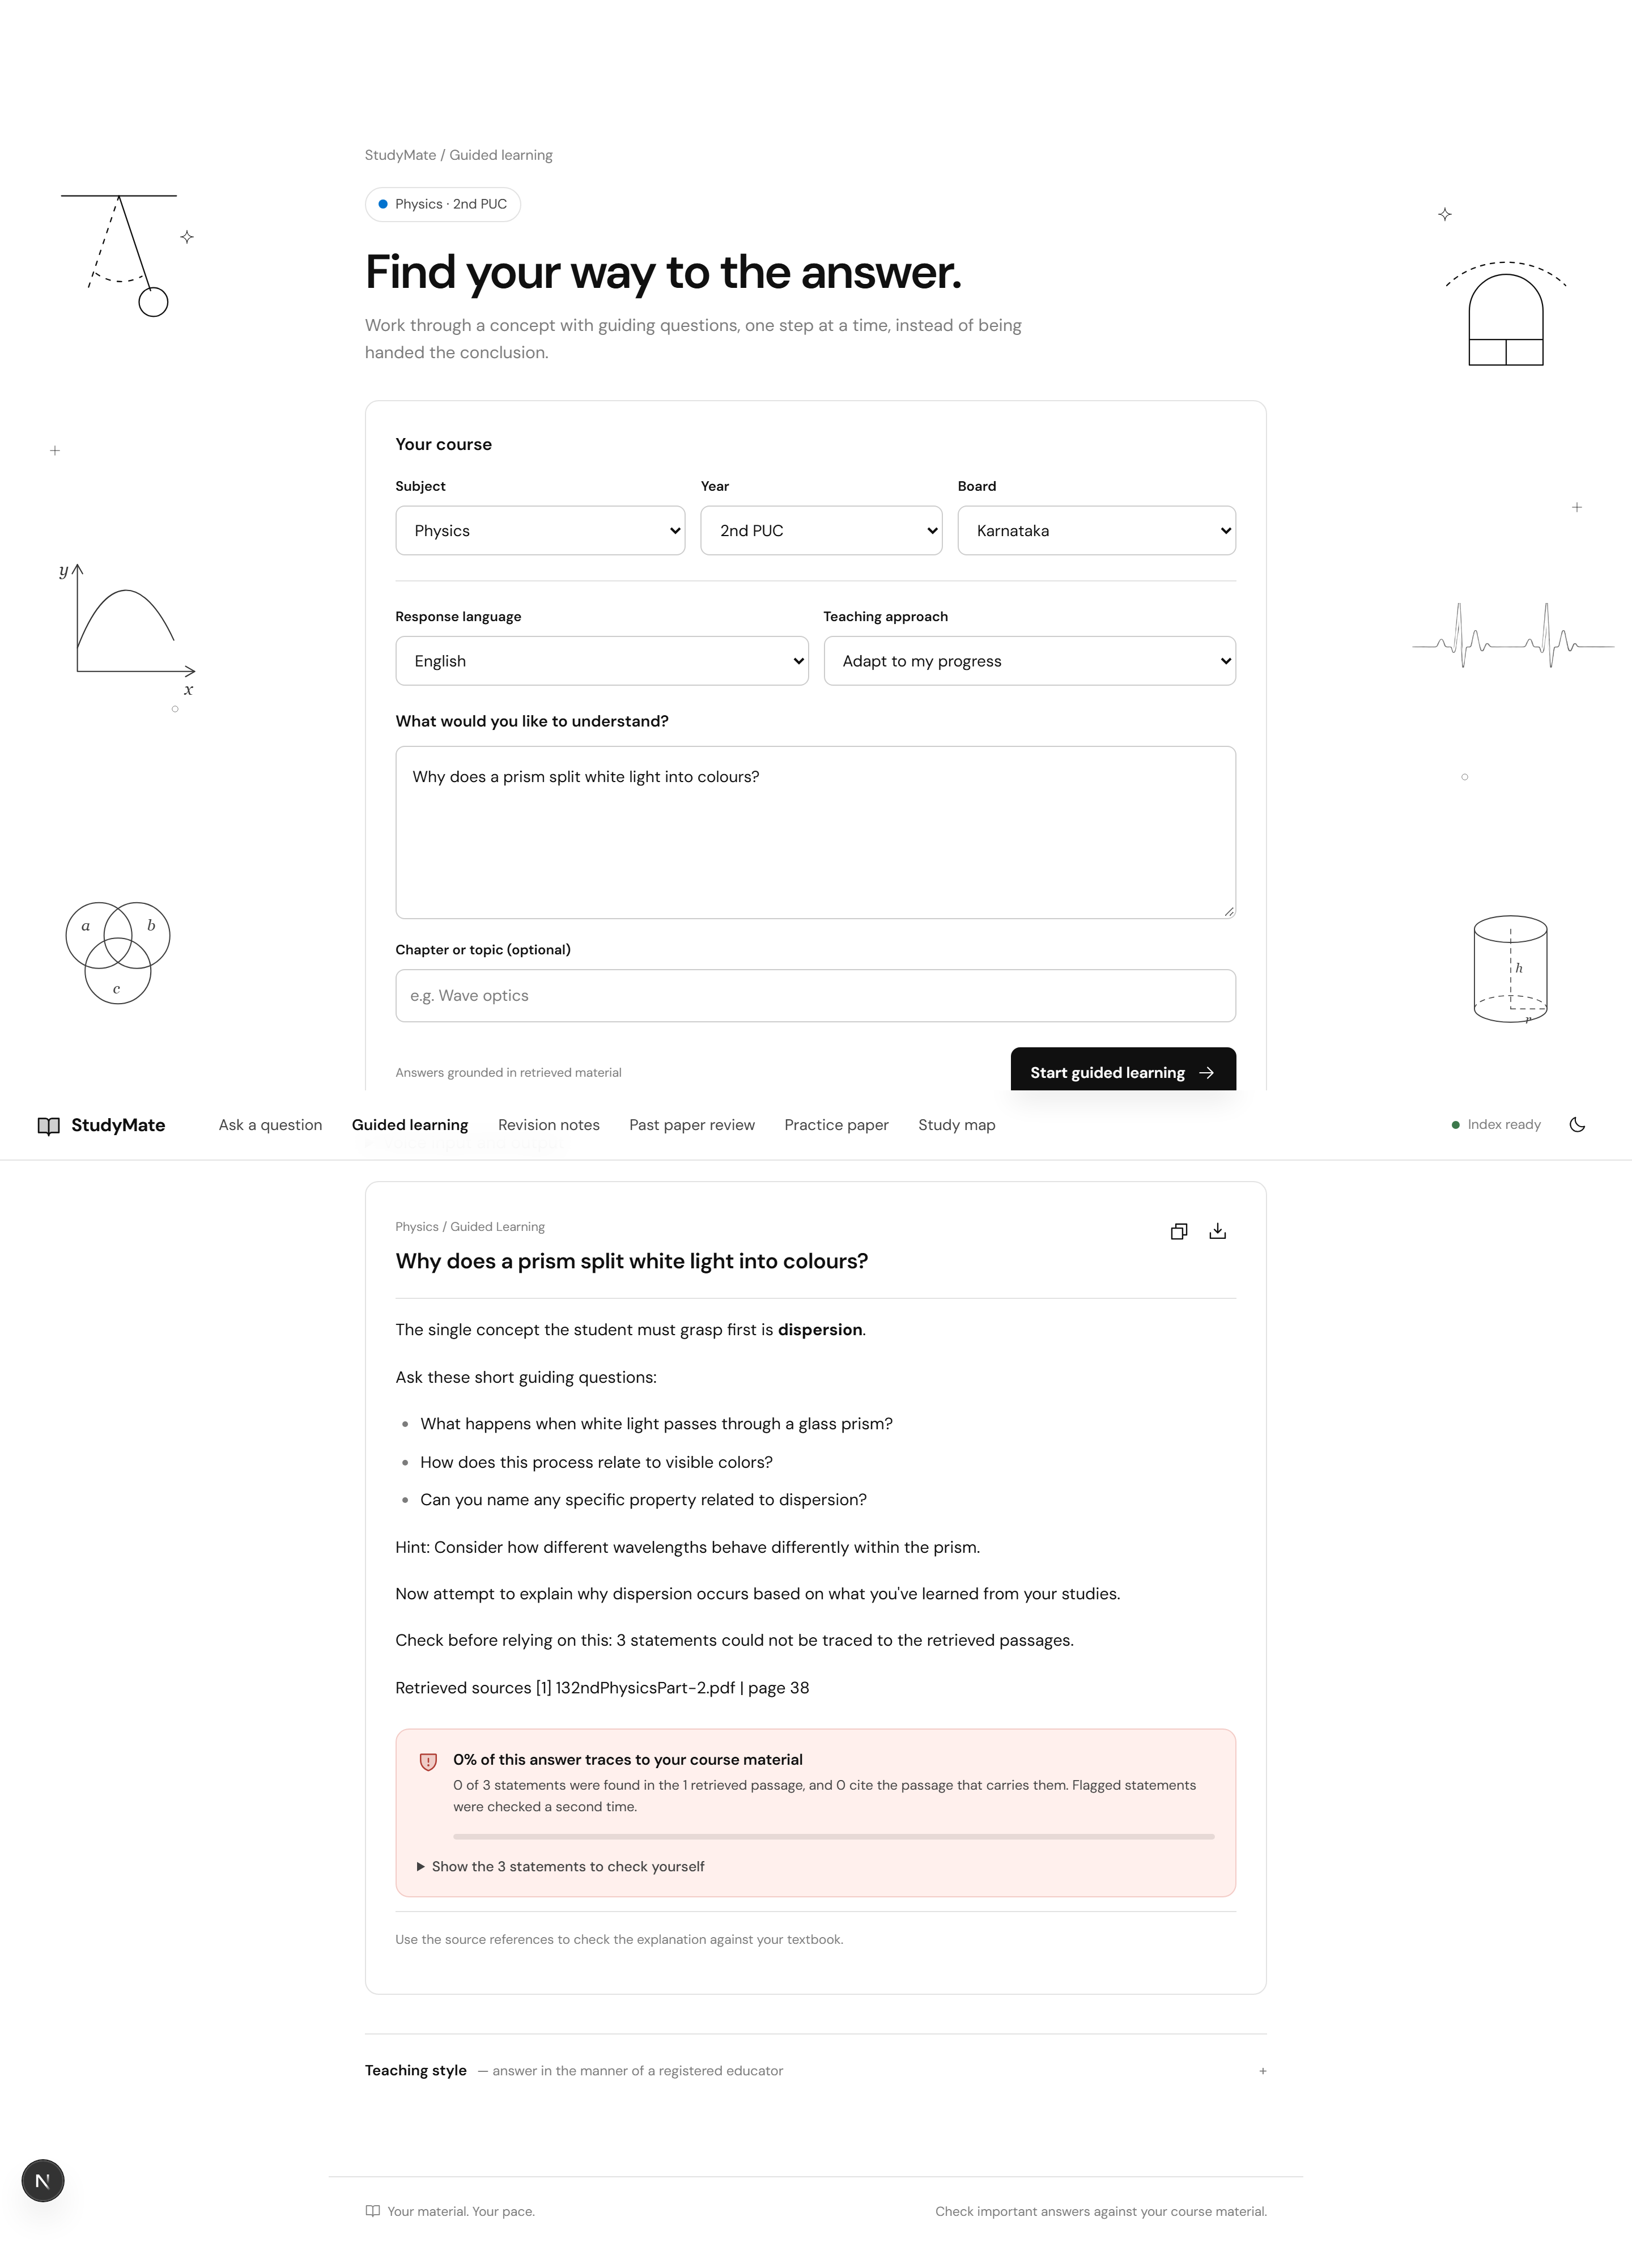 StudyMate / Guided learning
Physics · 2nd PUC
Find your way to the answer.
Work through a concept with guiding questions, one step at a time, instead of being
handed the conclusion.
y
x
a
b
c
h
r
Your course
Subject
Year
Board
Physics
2nd PUC
Karnataka
Response language
Teaching approach
English
Adapt to my progress
What would you like to understand?
Why does a prism split white light into colours?
Chapter or topic (optional)
e.g. Wave optics
Answers grounded in retrieved material
Start guided learning
StudyMate
Ask a question
Guided learning
Revision notes
Past paper review
Practice paper
Study map
Index ready
Physics / Guided Learning
Why does a prism split white light into colours?
The single concept the student must grasp first is dispersion.
Ask these short guiding questions:
• What happens when white light passes through a glass prism?
• How does this process relate to visible colors?
• Can you name any specific property related to dispersion?
Hint: Consider how different wavelengths behave differently within the prism.
Now attempt to explain why dispersion occurs based on what you've learned from your studies.
Check before relying on this: 3 statements could not be traced to the retrieved passages.
Retrieved sources [1] 132ndPhysicsPart-2.pdf | page 38
0% of this answer traces to your course material
0 of 3 statements were found in the 1 retrieved passage, and 0 cite the passage that carries them. Flagged statements
were checked a second time.
Show the 3 statements to check yourself
Use the source references to check the explanation against your textbook.
Teaching style — answer in the manner of a registered educator
+
N
Your material. Your pace.
Check important answers against your course material.